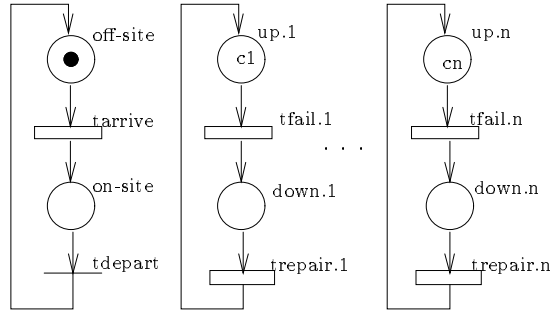 off-site
up.1
up.n
c1
cn
tarrive
tfail.1
tfail.n
. . .
on-site
down.1
down.n
tdepart
trepair.1
trepair.n